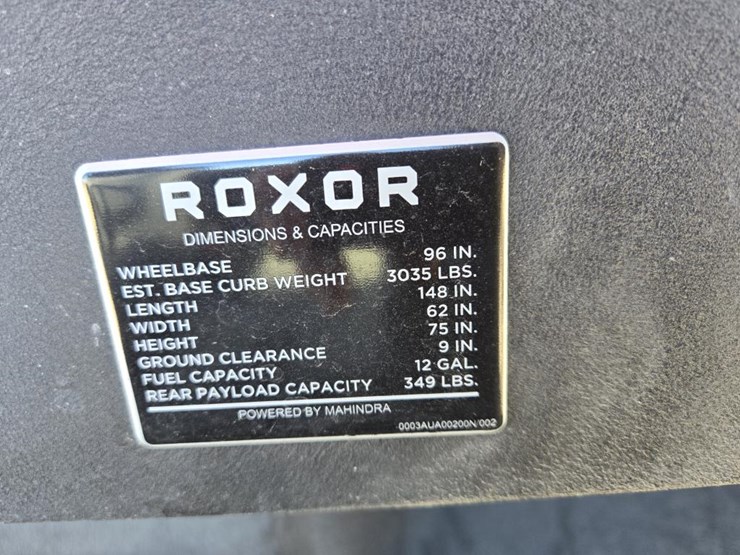 ROXOR
DIMENSIONS & CAPACITIES
WHEELBASE 96 IN.
EST. BASE CURB WEIGHT 3035 LBS.
LENGTH 148 IN.
WIDTH 62 IN.
HEIGHT 75 IN.
GROUND CLEARANCE 9 IN.
FUEL CAPACITY 12 GAL.
REAR PAYLOAD CAPACITY 349 LBS.
POWERED BY MAHINDRA
0003AUA00200N 002